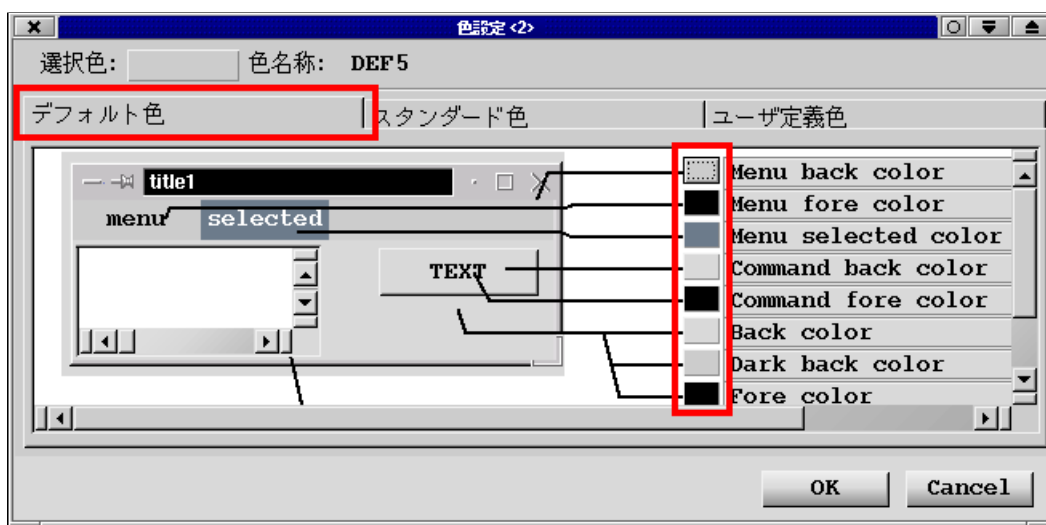 色設定 <2>
選択色: 色名称: DEF5
デフォルト色 スタンダード色 ユーザ定義色
title1
menu selected
TEXT
Menu back color
Menu fore color
Menu selected color
Command back color
Command fore color
Back color
Dark back color
Fore color
OK Cancel